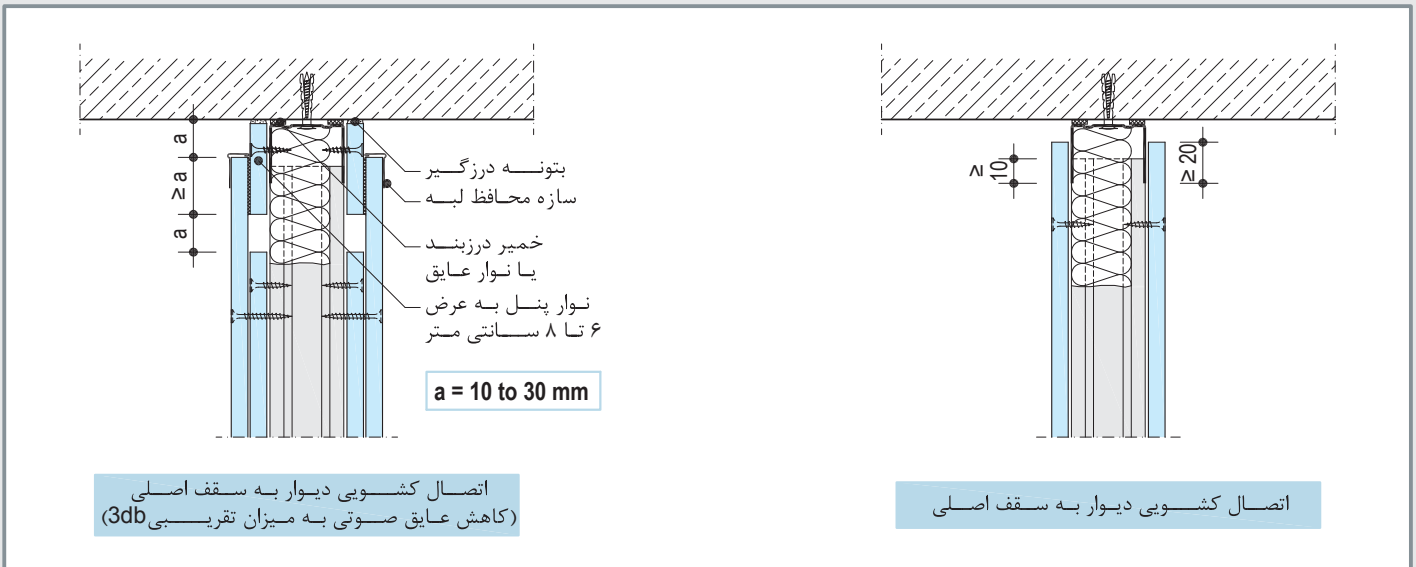 a
≥ a
a
بتونه درزگیر
سازه محافظ لبه
خمیر درزبند
یا نوار عایق
نوار پنل به عرض
۶ تا ۸ سانتی متر
a = 10 to 30 mm
اتصال کشویی دیوار به سقف اصلی
(کاهش عایق صوتی به میزان تقریبی 3db)
≥
10
≥ 20
اتصال کشویی دیوار به سقف اصلی